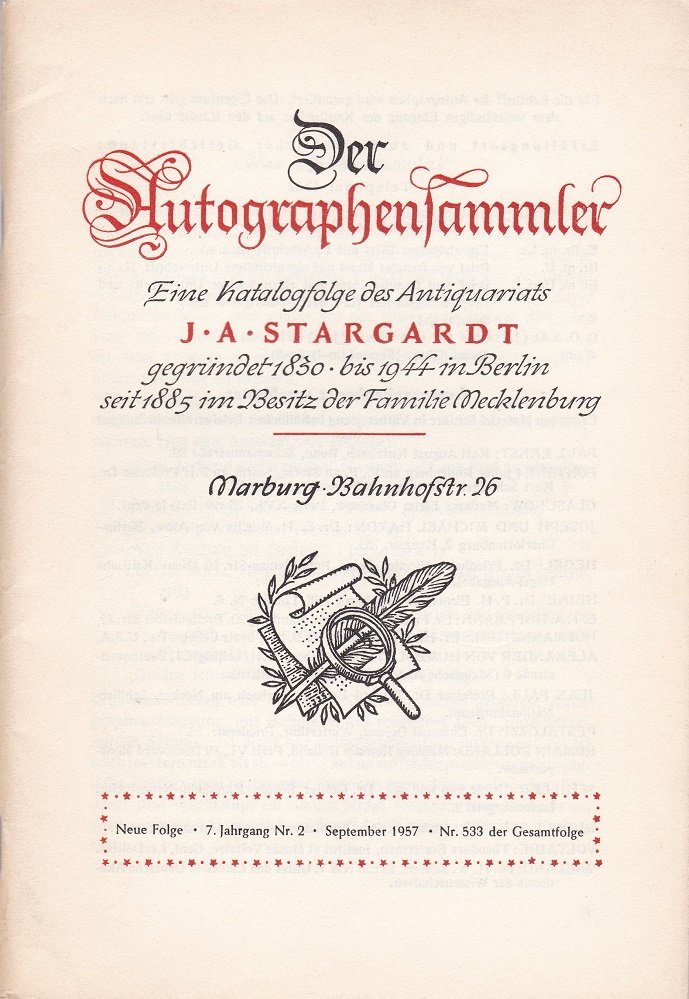 Der
Autographensammler
Eine Katalogfolge des Antiquariats
J·A·STARGARDT
gegründet 1830 · bis 1944 in Berlin
seit 1885 im Besitz der Familie Mecklenburg
Marburg · Bahnhofstr. 26
Neue Folge · 7. Jahrgang Nr. 2 · September 1957 · Nr. 533 der Gesamtfolge